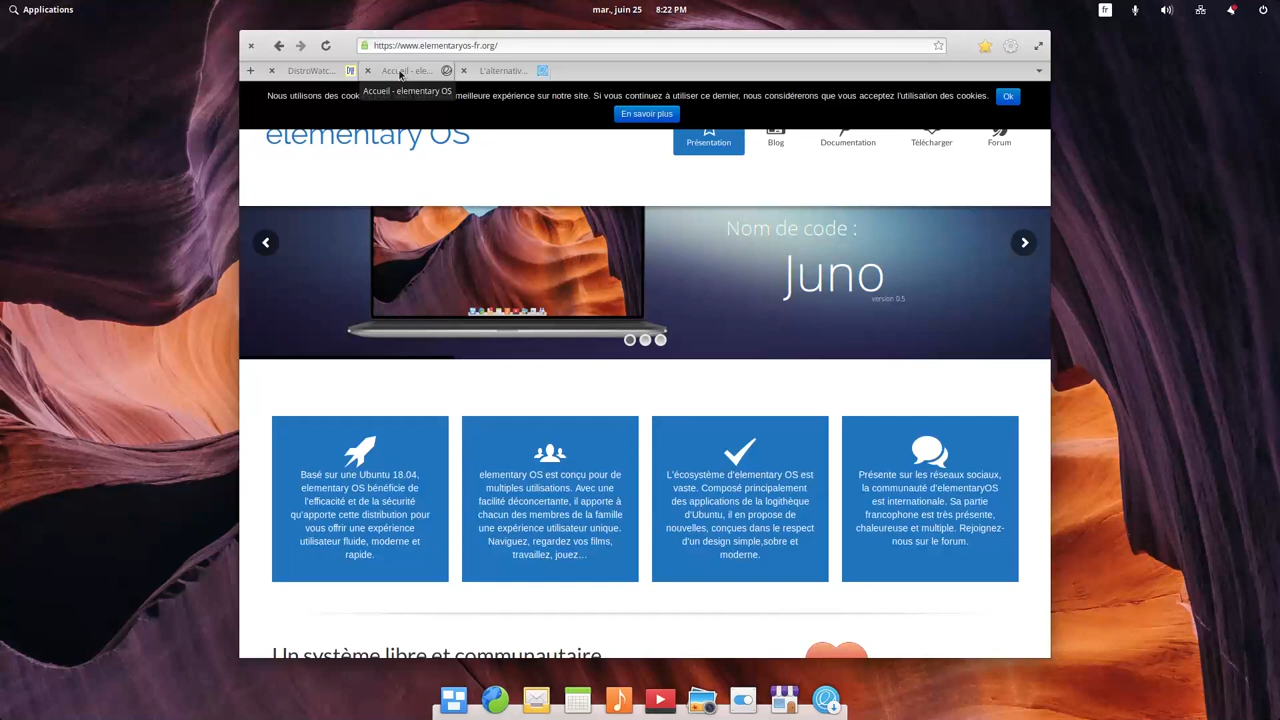 Applications
mar., juin 25 8:22 PM
fr
https://www.elementaryos-fr.org/
DistroWatc...
Accueil - ele...
L'alternativ...
Accueil - elementary OS
Nous utilisons des cook meilleure expérience sur notre site. Si vous continuez à utiliser ce dernier, nous considérerons que vous acceptez l'utilisation des cookies.
Ok
En savoir plus
elementary OS
Présentation
Blog
Documentation
Télécharger
Forum
Nom de code :
Juno
version 0.5
Basé sur une Ubuntu 18.04,
elementary OS bénéficie de
l'efficacité et de la sécurité
qu'apporte cette distribution pour
vous offrir une expérience
utilisateur fluide, moderne et
rapide.
elementary OS est conçu pour de
multiples utilisations. Avec une
facilité déconcertante, il apporte à
chacun des membres de la famille
une expérience utilisateur unique.
Naviguez, regardez vos films,
travaillez, jouez…
L'écosystème d'elementary OS est
vaste. Composé principalement
des applications de la logithèque
d'Ubuntu, il en propose de
nouvelles, conçues dans le respect
d'un design simple,sobre et
moderne.
Présente sur les réseaux sociaux,
la communauté d'elementaryOS
est internationale. Sa partie
francophone est très présente,
chaleureuse et multiple. Rejoignez-
nous sur le forum.
Un système libre et communautaire